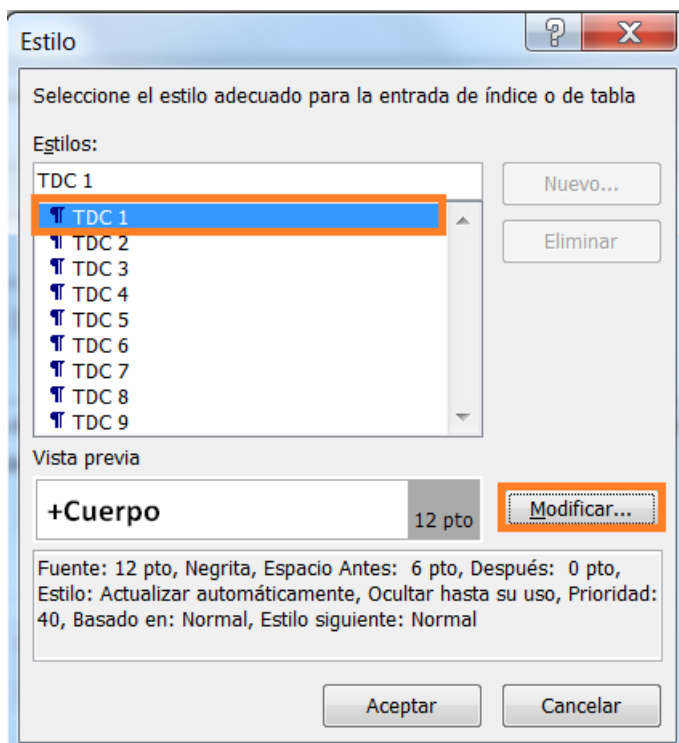 Estilo
Seleccione el estilo adecuado para la entrada de índice o de tabla
Estilos:
TDC 1
Nuevo...
¶ TDC 1
¶ TDC 2
Eliminar
¶ TDC 3
¶ TDC 4
¶ TDC 5
¶ TDC 6
¶ TDC 7
¶ TDC 8
¶ TDC 9
Vista previa
+Cuerpo
12 pto
Modificar...
Fuente: 12 pto, Negrita, Espacio Antes:  6 pto, Después:  0 pto,
Estilo: Actualizar automáticamente, Ocultar hasta su uso, Prioridad:
40, Basado en: Normal, Estilo siguiente: Normal
Aceptar
Cancelar